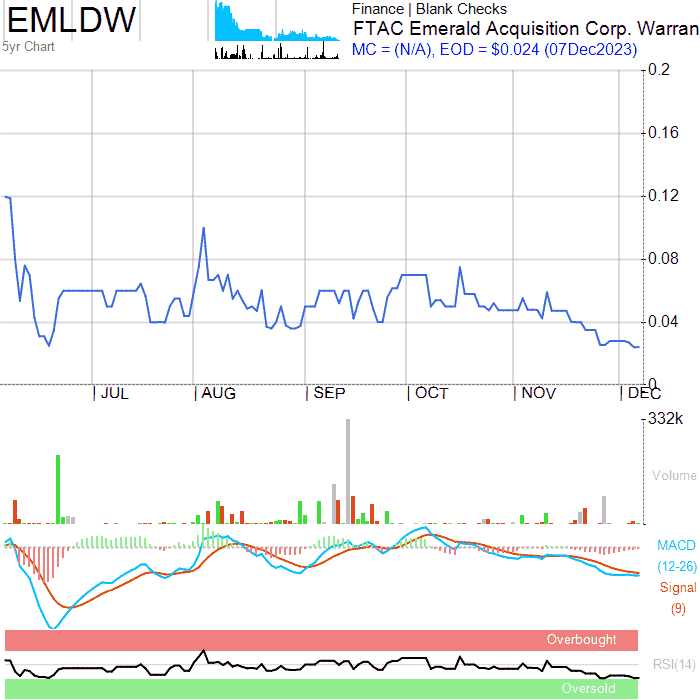 EMLDW
5yr Chart
Finance | Blank Checks
FTAC Emerald Acquisition Corp. Warran
MC = (N/A), EOD = $0.024 (07Dec2023)
0.2
0.16
0.12
0.08
0.04
0
JUL
AUG
SEP
OCT
NOV
DEC
332k
Volume
MACD
(12-26)
Signal
(9)
Overbought
RSI(14)
Oversold